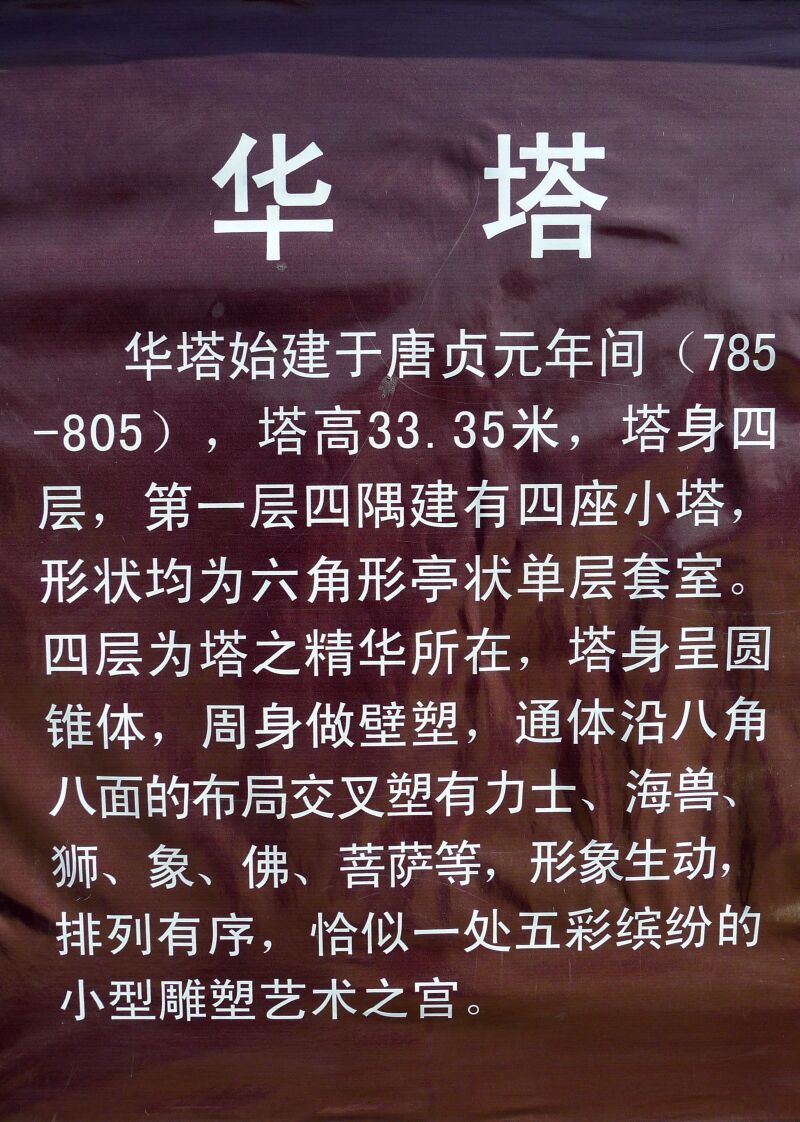 华 塔
华塔始建于唐贞元年间（785
-805），塔高33.35米，塔身四
层，第一层四隅建有四座小塔，
形状均为六角形亭状单层套室。
四层为塔之精华所在，塔身呈圆
锥体，周身做壁塑，通体沿八角
八面的布局交叉塑有力士、海兽、
狮、象、佛、菩萨等，形象生动，
排列有序，恰似一处五彩缤纷的
小型雕塑艺术之宫。